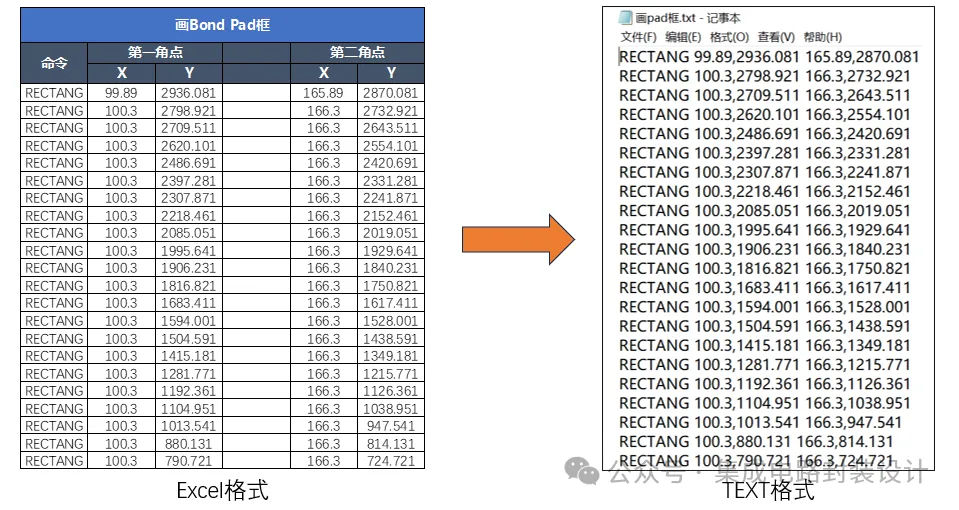 画Bond Pad框
命令 第一角点 第二角点
X Y X Y
RECTANG 99.89 2936.081 165.89 2870.081
RECTANG 100.3 2798.921 166.3 2732.921
RECTANG 100.3 2709.511 166.3 2643.511
RECTANG 100.3 2620.101 166.3 2554.101
RECTANG 100.3 2486.691 166.3 2420.691
RECTANG 100.3 2397.281 166.3 2331.281
RECTANG 100.3 2307.871 166.3 2241.871
RECTANG 100.3 2218.461 166.3 2152.461
RECTANG 100.3 2085.051 166.3 2019.051
RECTANG 100.3 1995.641 166.3 1929.641
RECTANG 100.3 1906.231 166.3 1840.231
RECTANG 100.3 1816.821 166.3 1750.821
RECTANG 100.3 1683.411 166.3 1617.411
RECTANG 100.3 1594.001 166.3 1528.001
RECTANG 100.3 1504.591 166.3 1438.591
RECTANG 100.3 1415.181 166.3 1349.181
RECTANG 100.3 1281.771 166.3 1215.771
RECTANG 100.3 1192.361 166.3 1126.361
RECTANG 100.3 1104.951 166.3 1038.951
RECTANG 100.3 1013.541 166.3 947.541
RECTANG 100.3 880.131 166.3 814.131
RECTANG 100.3 790.721 166.3 724.721
Excel格式
画pad框.txt - 记事本
文件(F) 编辑(E) 格式(O) 查看(V) 帮助(H)
RECTANG 99.89,2936.081 165.89,2870.081
RECTANG 100.3,2798.921 166.3,2732.921
RECTANG 100.3,2709.511 166.3,2643.511
RECTANG 100.3,2620.101 166.3,2554.101
RECTANG 100.3,2486.691 166.3,2420.691
RECTANG 100.3,2397.281 166.3,2331.281
RECTANG 100.3,2307.871 166.3,2241.871
RECTANG 100.3,2218.461 166.3,2152.461
RECTANG 100.3,2085.051 166.3,2019.051
RECTANG 100.3,1995.641 166.3,1929.641
RECTANG 100.3,1906.231 166.3,1840.231
RECTANG 100.3,1816.821 166.3,1750.821
RECTANG 100.3,1683.411 166.3,1617.411
RECTANG 100.3,1594.001 166.3,1528.001
RECTANG 100.3,1504.591 166.3,1438.591
RECTANG 100.3,1415.181 166.3,1349.181
RECTANG 100.3,1281.771 166.3,1215.771
RECTANG 100.3,1192.361 166.3,1126.361
RECTANG 100.3,1104.951 166.3,1038.951
RECTANG 100.3,1013.541 166.3,947.541
RECTANG 100.3,880.131 166.3,814.131
RECTANG 100.3,790.721 166.3,724.721
公众号 · 集成电路封装设计
TEXT格式